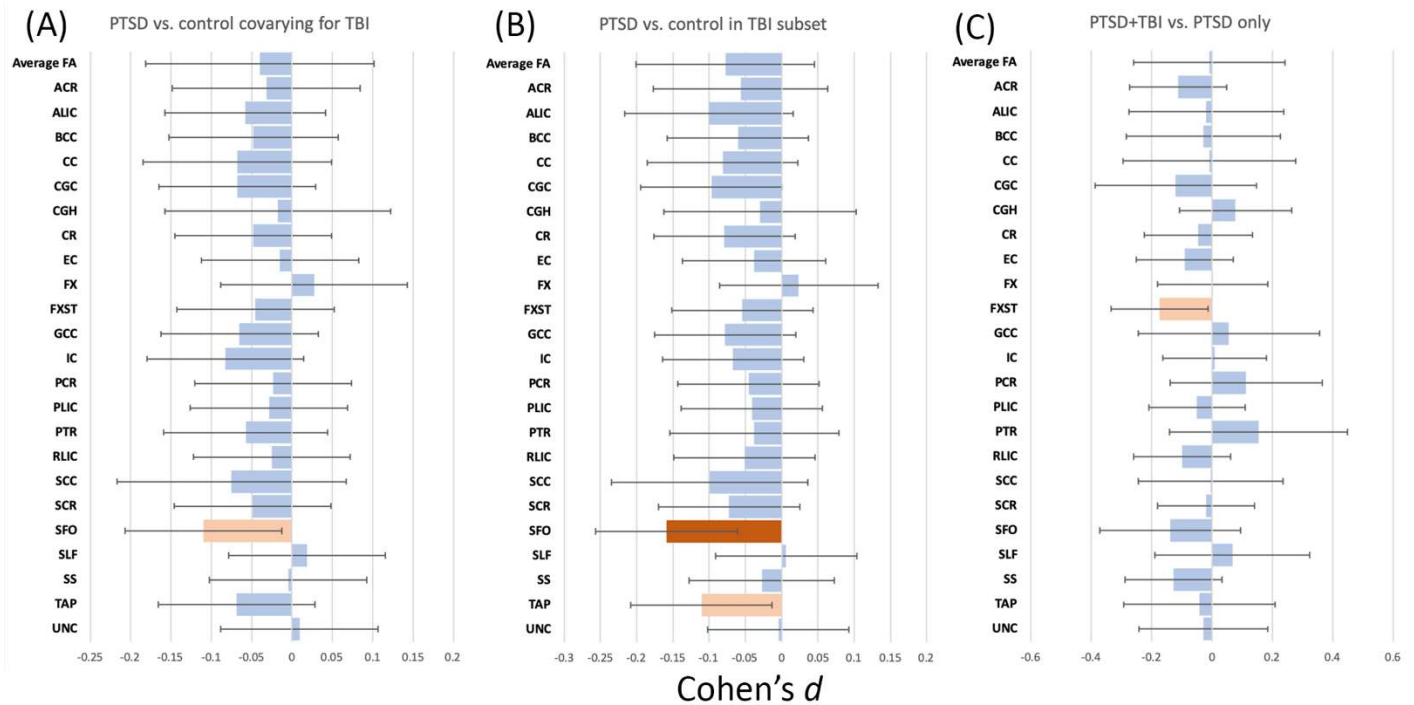 (A) PTSD vs. control covarying for TBI
Average FA
ACR
ALIC
BCC
CC
CGC
CGH
CR
EC
FX
FXST
GCC
IC
PCR
PLIC
PTR
RLIC
SCC
SCR
SFO
SLF
SS
TAP
UNC
-0.25 -0.2 -0.15 -0.1 -0.05 0 0.05 0.1 0.15 0.2
(B) PTSD vs. control in TBI subset
Average FA
ACR
ALIC
BCC
CC
CGC
CGH
CR
EC
FX
FXST
GCC
IC
PCR
PLIC
PTR
RLIC
SCC
SCR
SFO
SLF
SS
TAP
UNC
-0.3 -0.25 -0.2 -0.15 -0.1 -0.05 0 0.05 0.1 0.15 0.2
(C) PTSD+TBI vs. PTSD only
Average FA
ACR
ALIC
BCC
CC
CGC
CGH
CR
EC
FX
FXST
GCC
IC
PCR
PLIC
PTR
RLIC
SCC
SCR
SFO
SLF
SS
TAP
UNC
-0.6 -0.4 -0.2 0 0.2 0.4 0.6
Cohen's d